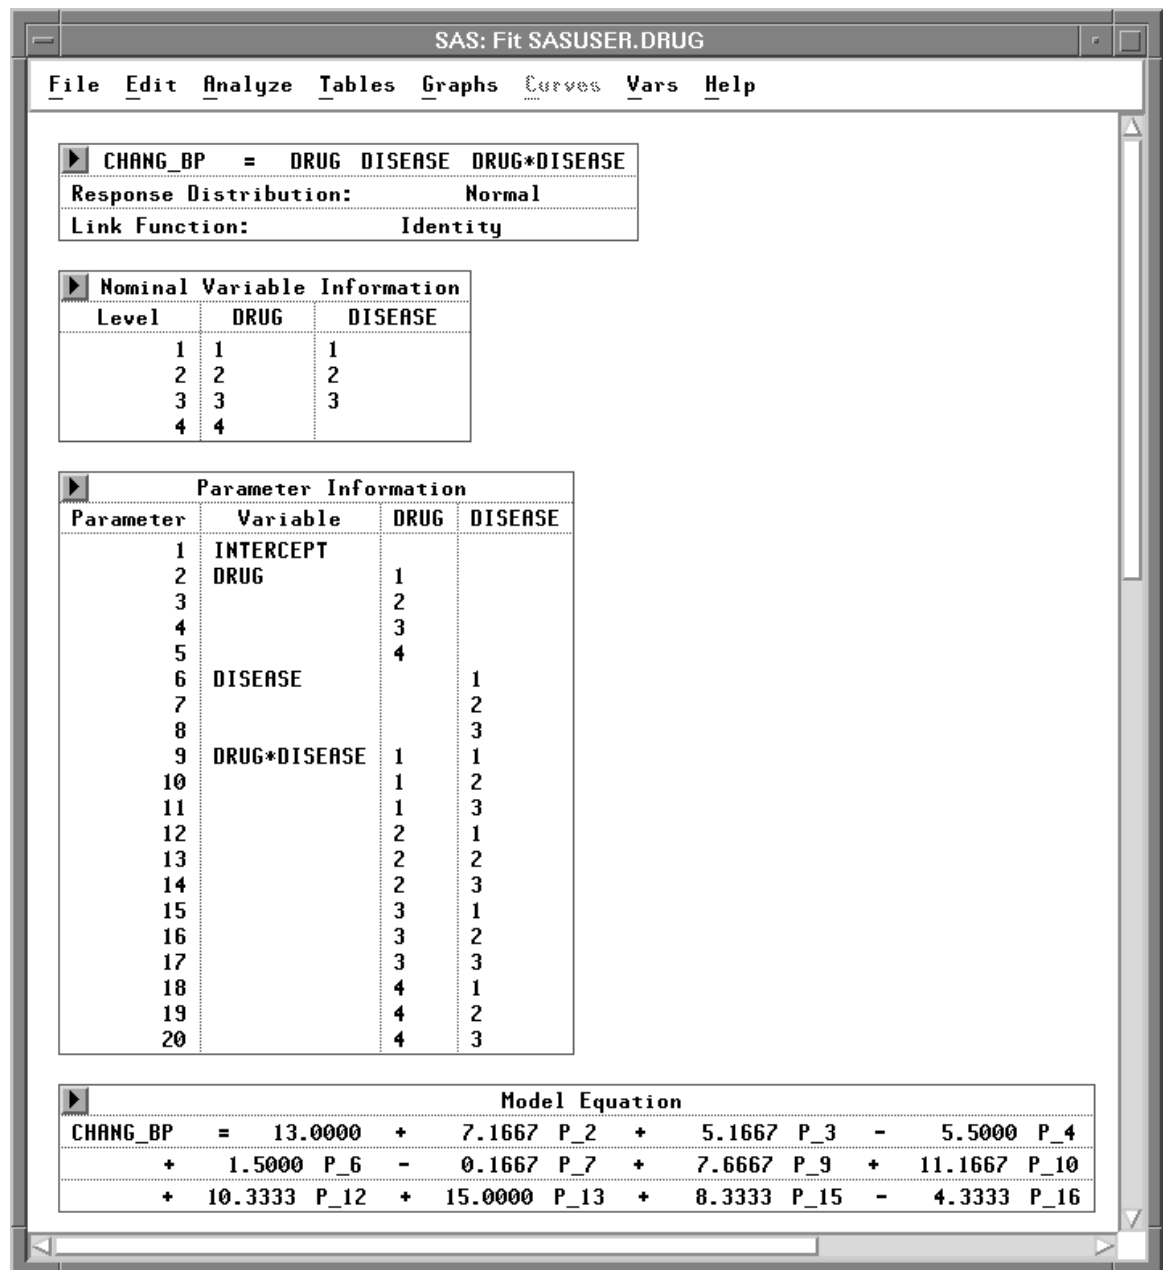 SAS: Fit SASUSER.DRUG
File Edit Analyze Tables Graphs Curves Vars Help
CHANG_BP = DRUG DISEASE DRUG*DISEASE
Response Distribution: Normal
Link Function: Identity
Nominal Variable Information
Level DRUG DISEASE
1 1 1
2 2 2
3 3 3
4 4
Parameter Information
Parameter Variable DRUG DISEASE
1 INTERCEPT
2 DRUG 1
3 2
4 3
5 4
6 DISEASE 1
7 2
8 3
9 DRUG*DISEASE 1 1
10 1 2
11 1 3
12 2 1
13 2 2
14 2 3
15 3 1
16 3 2
17 3 3
18 4 1
19 4 2
20 4 3
Model Equation
CHANG_BP = 13.0000 + 7.1667 P_2 + 5.1667 P_3 - 5.5000 P_4
+ 1.5000 P_6 - 0.1667 P_7 + 7.6667 P_9 + 11.1667 P_10
+ 10.3333 P_12 + 15.0000 P_13 + 8.3333 P_15 - 4.3333 P_16